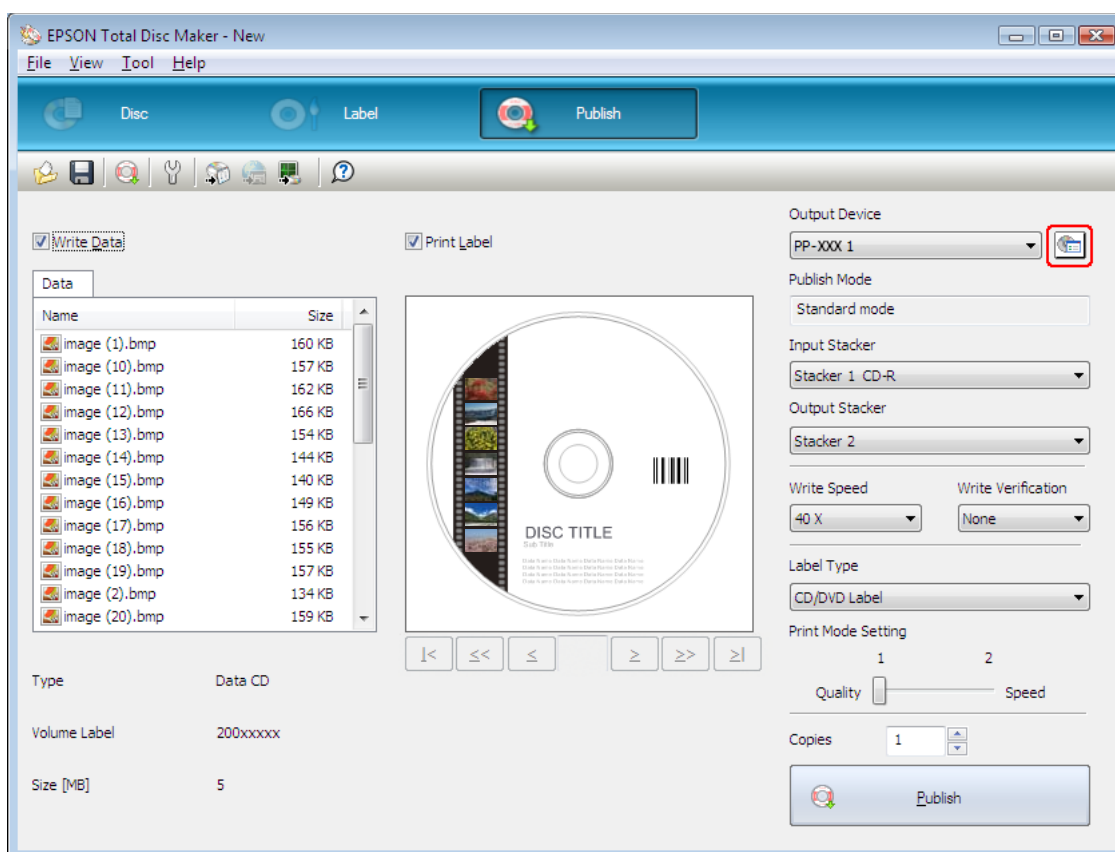 EPSON Total Disc Maker - New
File View Tool Help
Disc Label Publish
Output Device
Write Data
Print Label
PP-XXX 1
Data
Publish Mode
Name Size
Standard mode
image (1).bmp 160 KB
image (10).bmp 157 KB
image (11).bmp 162 KB
image (12).bmp 166 KB
image (13).bmp 154 KB
image (14).bmp 144 KB
image (15).bmp 140 KB
image (16).bmp 149 KB
image (17).bmp 156 KB
image (18).bmp 155 KB
image (19).bmp 157 KB
image (2).bmp 134 KB
image (20).bmp 159 KB
DISC TITLE
Sub Title
Input Stacker
Stacker 1 CD-R
Output Stacker
Stacker 2
Write Speed Write Verification
40 X None
Label Type
CD/DVD Label
Print Mode Setting
1 2
Quality Speed
|< << < > >> >|
Type Data CD
Volume Label 200xxxxx
Size [MB] 5
Copies 1
Publish